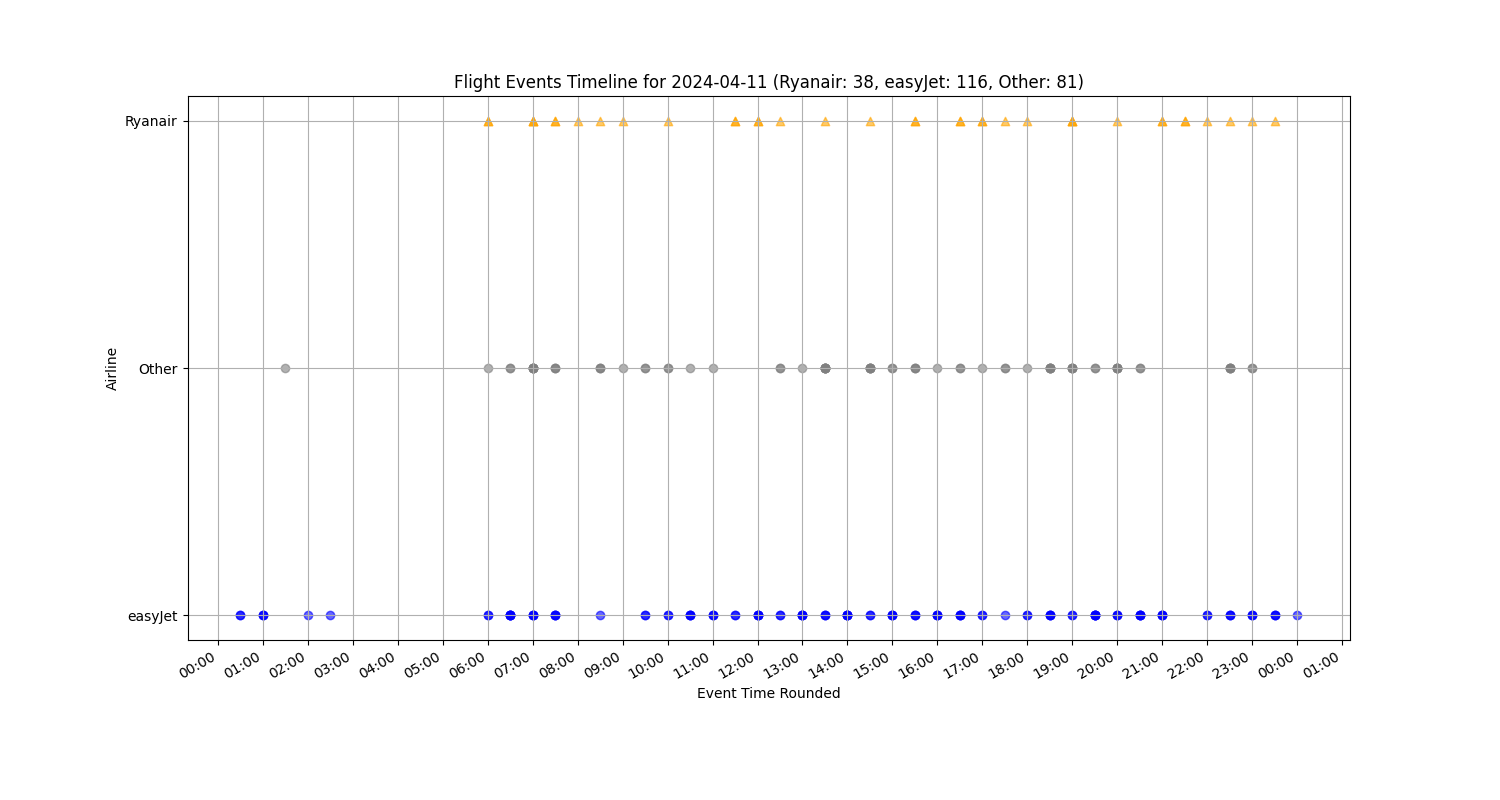 Flight Events Timeline for 2024-04-11 (Ryanair: 38, easyJet: 116, Other: 81)
Ryanair
Other
easyJet
Airline
00:00 01:00 02:00 03:00 04:00 05:00 06:00 07:00 08:00 09:00 10:00 11:00 12:00 13:00 14:00 15:00 16:00 17:00 18:00 19:00 20:00 21:00 22:00 23:00 00:00 01:00
Event Time Rounded